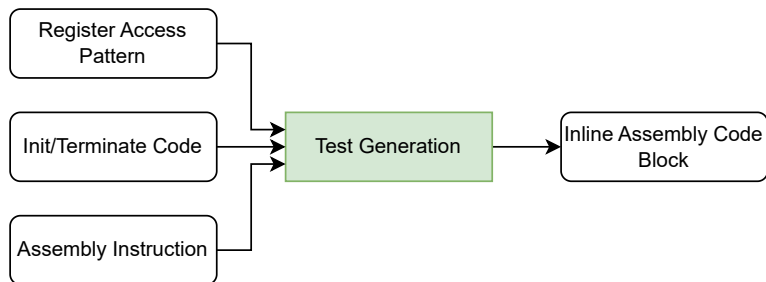 Register Access
Pattern
Init/Terminate Code
Assembly Instruction
Test Generation
Inline Assembly Code
Block